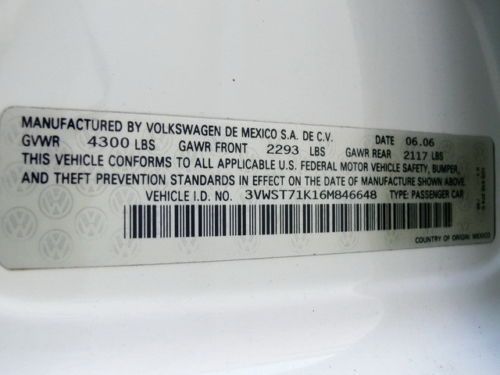 MANUFACTURED BY VOLKSWAGEN DE MEXICO S.A. DE C.V. DATE 06.06
GVWR 4300 LBS GAWR FRONT 2293 LBS GAWR REAR 2117 LBS
THIS VEHICLE CONFORMS TO ALL APPLICABLE U.S. FEDERAL MOTOR VEHICLE SAFETY, BUMPER,
AND THEFT PREVENTION STANDARDS IN EFFECT ON THE DATE OF MANUFACTURE SHOWN ABOVE.
VEHICLE I.D. NO. 3VWST71K16M846648 TYPE: PASSENGER CAR
COUNTRY OF ORIGIN: MEXICO